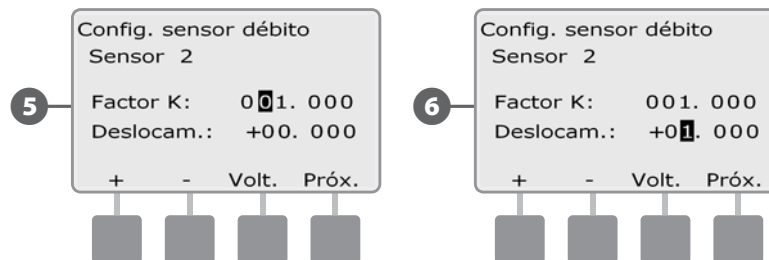 5
Config. sensor débito
Sensor 2
Factor K: 001. 000
Deslocam.: +00. 000
+ - Volt. Próx.
6
Config. sensor débito
Sensor 2
Factor K: 001. 000
Deslocam.: +01. 000
+ - Volt. Próx.